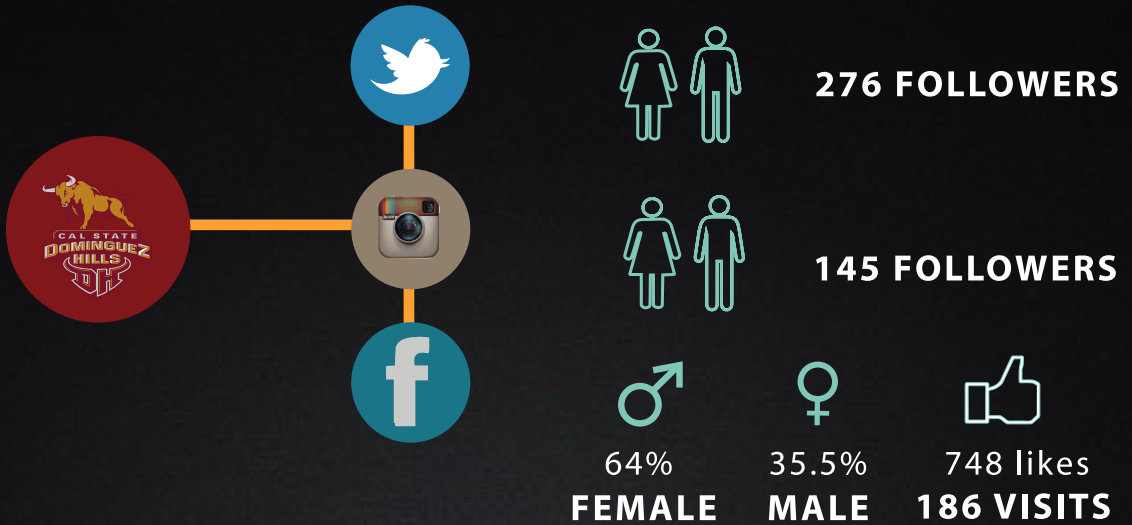 276 FOLLOWERS
CAL STATE
DOMINGUEZ
HILLS
DH
145 FOLLOWERS
f
64%
FEMALE
35.5%
MALE
748 likes
186 VISITS